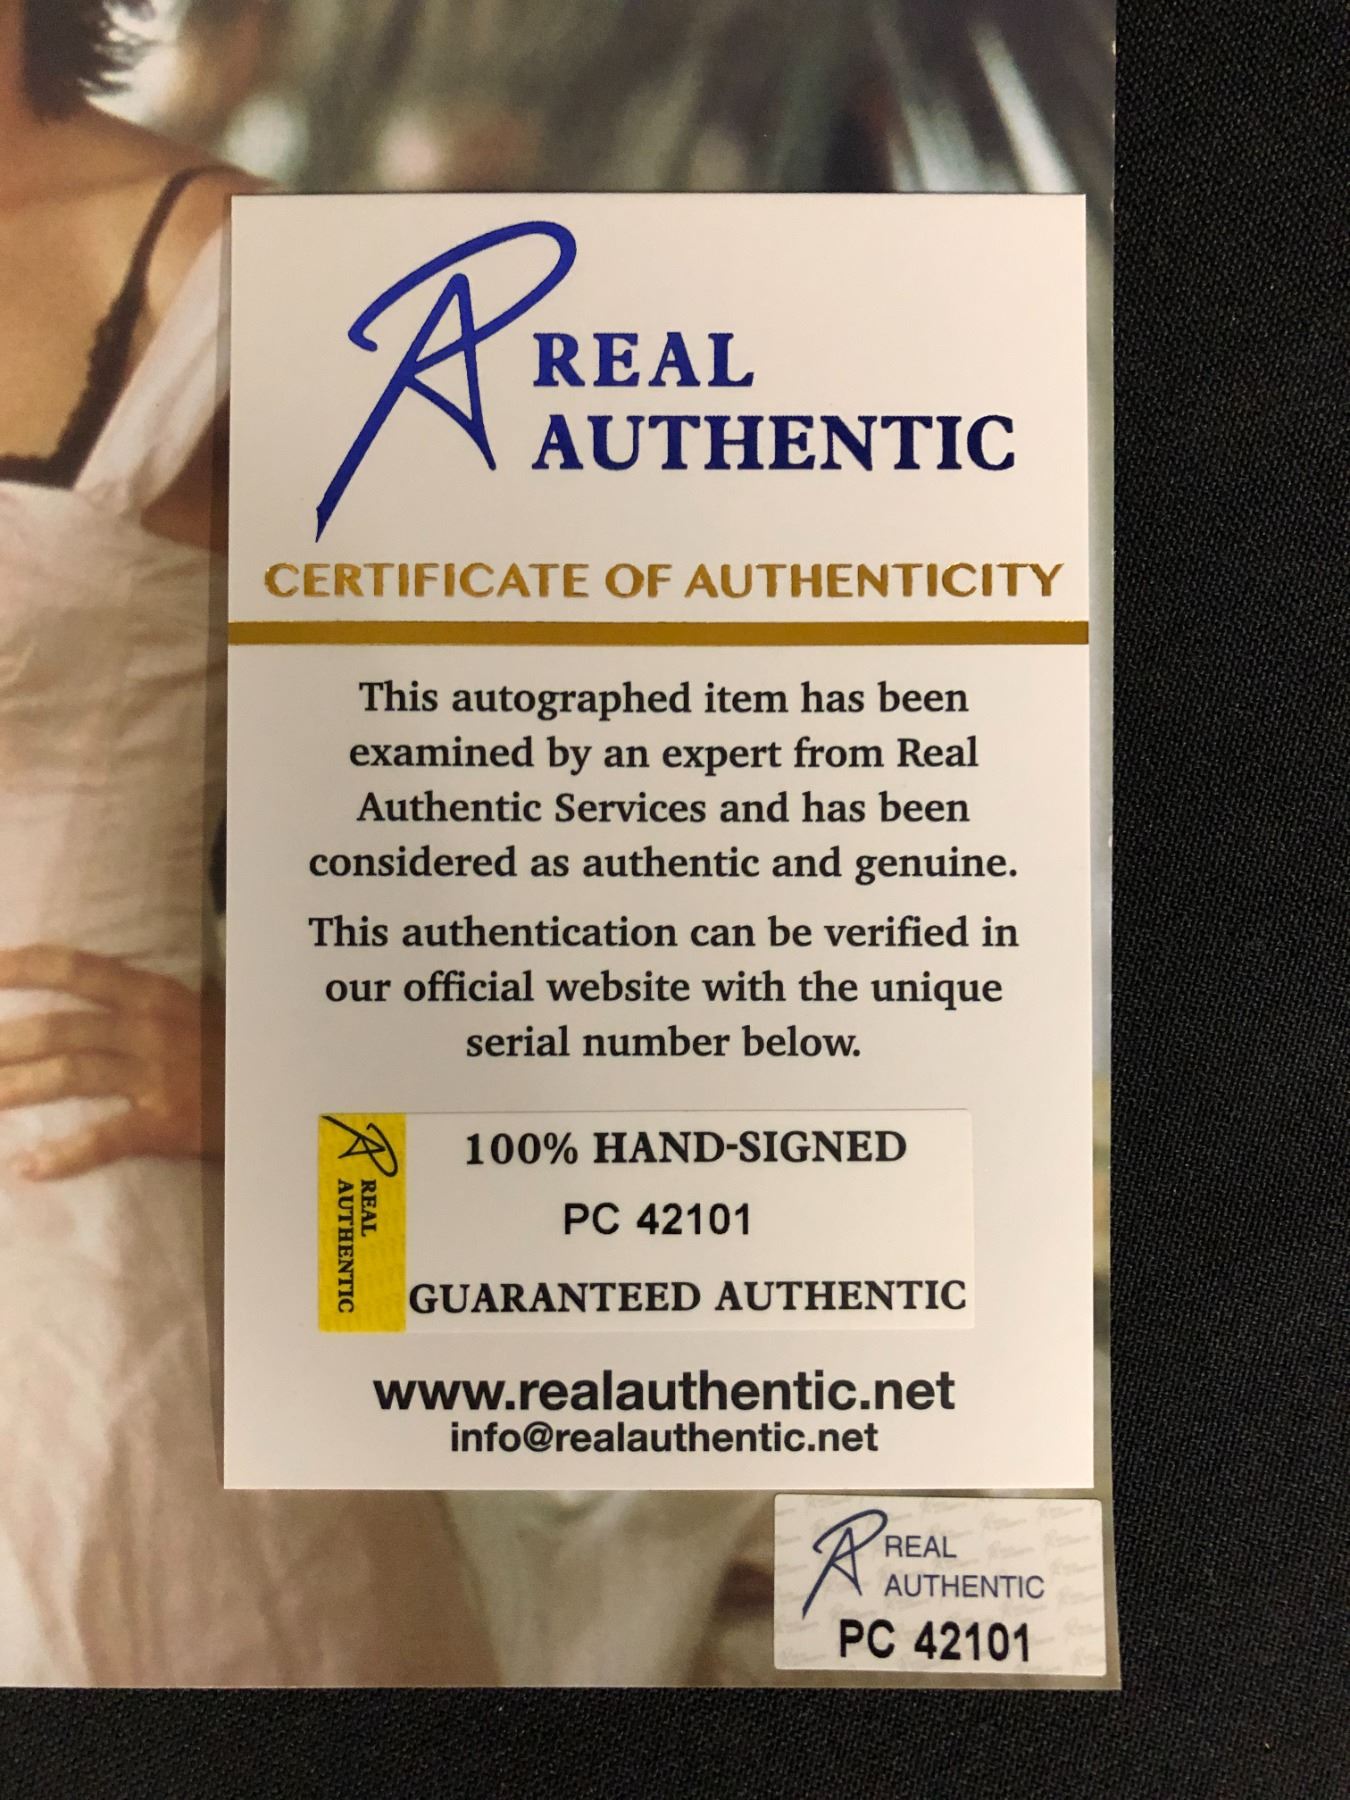 REAL
AUTHENTIC
CERTIFICATE OF AUTHENTICITY
This autographed item has been
examined by an expert from Real
Authentic Services and has been
considered as authentic and genuine.
This authentication can be verified in
our official website with the unique
serial number below.
REAL
AUTHENTIC
100% HAND-SIGNED
PC 42101
GUARANTEED AUTHENTIC
www.realauthentic.net
info@realauthentic.net
REAL
AUTHENTIC
PC 42101